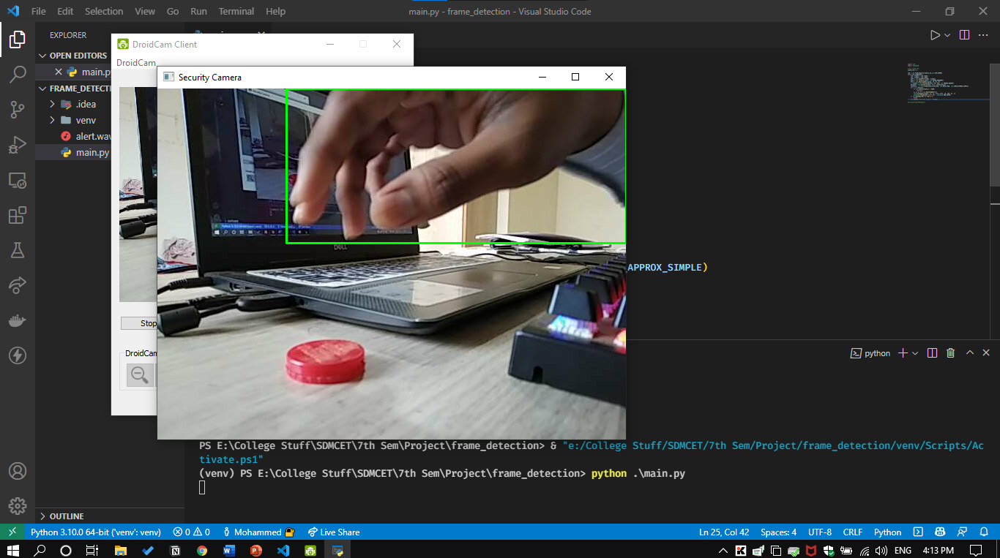 File Edit Selection View Go Run Terminal Help
main.py - frame_detection - Visual Studio Code
EXPLORER
OPEN EDITORS
main.py
FRAME_DETECTI
.idea
venv
alert.wav
main.py
OUTLINE
DroidCam Client
DroidCam
Stop
DroidCam
Security Camera
DELL
_APPROX_SIMPLE)
python
PS E:\College Stuff\SDMCET\7th Sem\Project\frame_detection> & "e:/College Stuff/SDMCET/7th Sem/Project/frame_detection/venv/Scripts/Ac
tivate.ps1"
(venv) PS E:\College Stuff\SDMCET\7th Sem\Project\frame_detection> python .\main.py
Python 3.10.0 64-bit ('venv': venv) 0 0 Mohammed Live Share Ln 25, Col 42 Spaces: 4 UTF-8 CRLF Python
ENG 4:13 PM